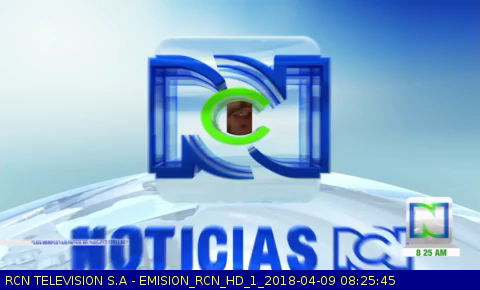 RCN
NOTICIAS RCN
8 25 AM
RCN TELEVISION S.A - EMISION_RCN_HD_1_2018-04-09 08:25:45